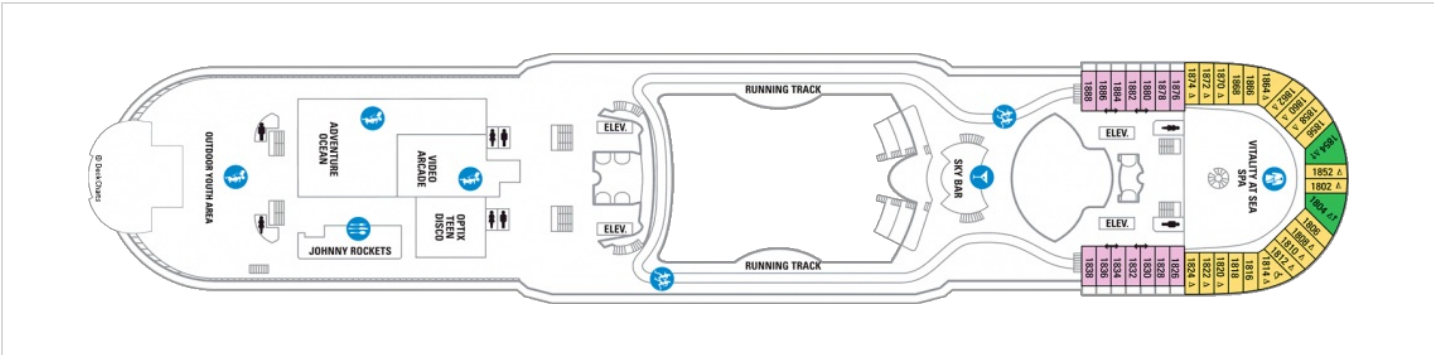 © DeckCharts
OUTDOOR YOUTH AREA
ADVENTURE
OCEAN
VIDEO
ARCADE
OPTIX
TEEN
DISCO
JOHNNY ROCKETS
ELEV.
ELEV.
RUNNING TRACK
RUNNING TRACK
SKY BAR
ELEV.
ELEV.
VITALITY AT SEA
SPA
1888
1886
1884
1882
1880
1878
1876
1874 Δ
1872 Δ
1870 Δ
1868
1866
1864 Δ
1862 Δ
1860 Δ
1858 Δ
1856
1854 Δ†
1852 Δ
1802 Δ
1804 Δ†
1806
1808 Δ
1810 Δ
1812 Δ
1814 Δ
1816
1818
1820 Δ
1822 Δ
1824 Δ
1826
1828
1830
1832
1834
1836
1838